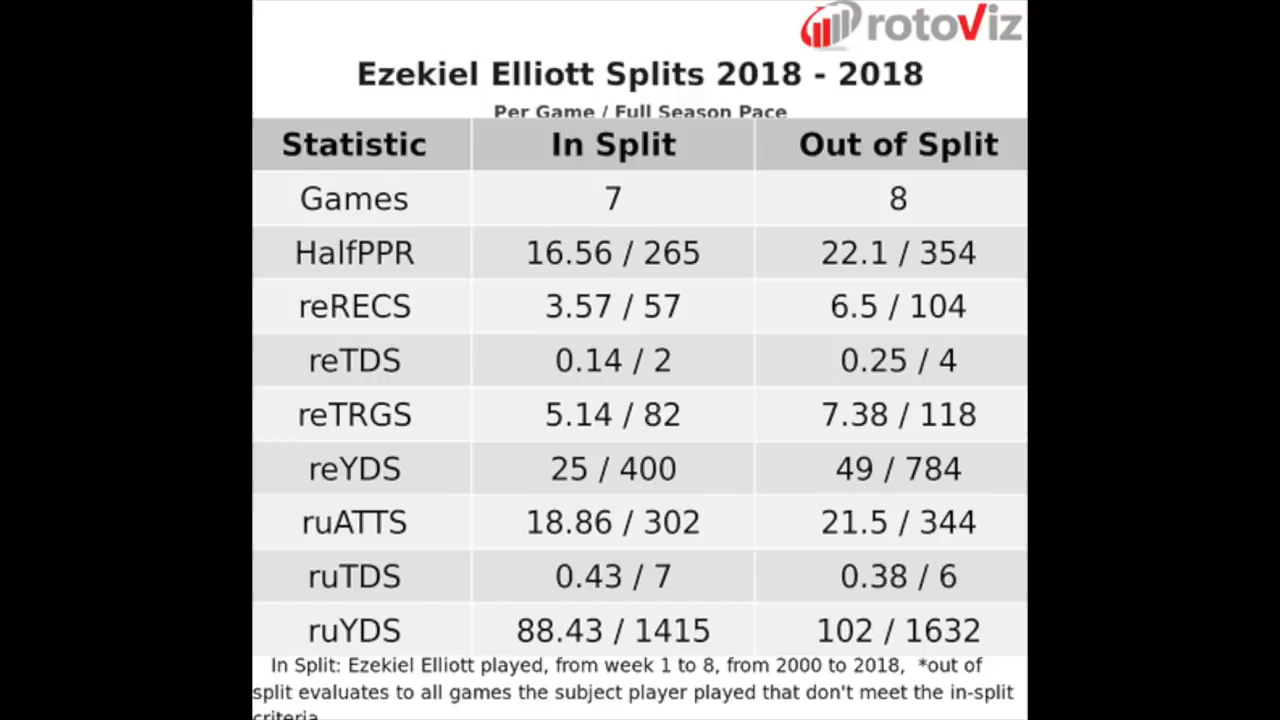 rotoViz
Ezekiel Elliott Splits 2018 - 2018
Per Game / Full Season Pace
Statistic In Split Out of Split
Games 7 8
HalfPPR 16.56 / 265 22.1 / 354
reRECS 3.57 / 57 6.5 / 104
reTDS 0.14 / 2 0.25 / 4
reTRGS 5.14 / 82 7.38 / 118
reYDS 25 / 400 49 / 784
ruATTS 18.86 / 302 21.5 / 344
ruTDS 0.43 / 7 0.38 / 6
ruYDS 88.43 / 1415 102 / 1632
In Split: Ezekiel Elliott played, from week 1 to 8, from 2000 to 2018, *out of
split evaluates to all games the subject player played that don't meet the in-split
criteria